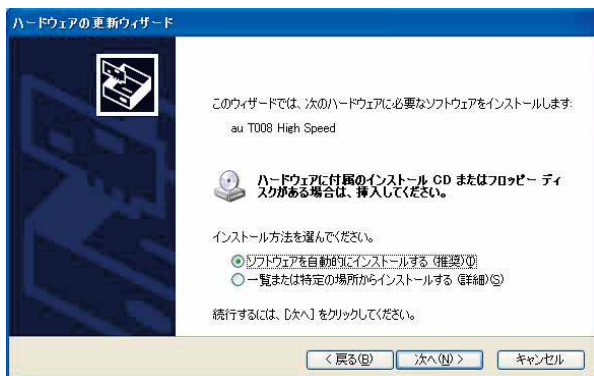 ハードウェアの更新ウィザード
このウィザードでは、次のハードウェアに必要なソフトウェアをインストールします:
au T008 High Speed
ハードウェアに付属のインストール CD またはフロッピー ディ
スクがある場合は、挿入してください。
インストール方法を選んでください。
ソフトウェアを自動的にインストールする (推奨)(I)
一覧または特定の場所からインストールする (詳細)(S)
続行するには、[次へ] をクリックしてください。
< 戻る(B)
次へ(N) >
キャンセル